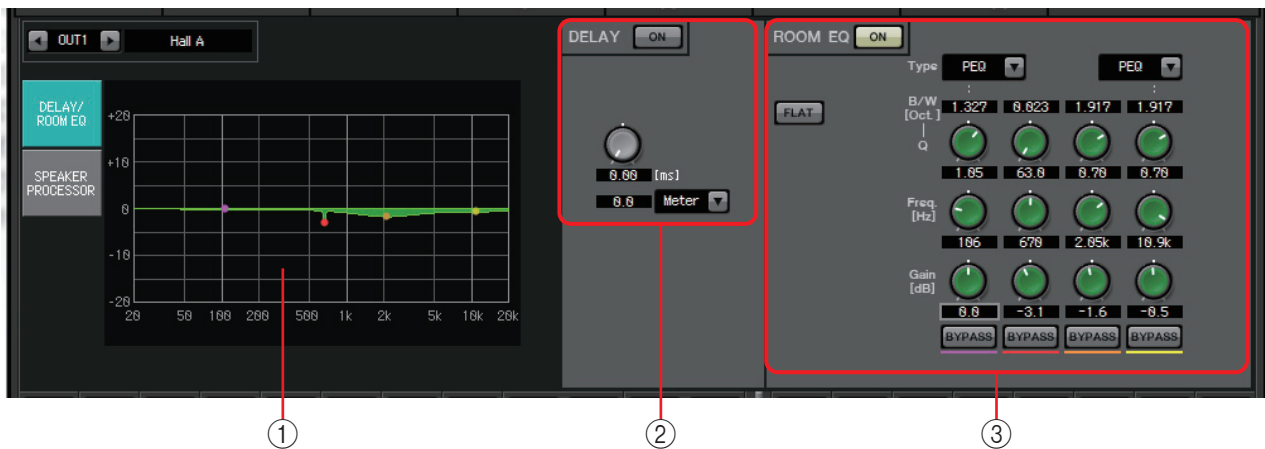 OUT1 Hall A
DELAY ON
ROOM EQ ON
Type PEQ PEQ
DELAY/
ROOM EQ
FLAT
B/W
[Oct.]
1.327 0.023 1.917 1.917
Q
1.05 63.0 0.70 0.70
SPEAKER
PROCESSOR
+20
+10
0
-10
-20
20 50 100 200 500 1k 2k 5k 10k 20k
0.00 [ms]
0.0 Meter
Freq.
[Hz]
106 670 2.05k 10.9k
Gain
[dB]
0.0 -3.1 -1.6 -0.5
BYPASS BYPASS BYPASS BYPASS
① ② ③